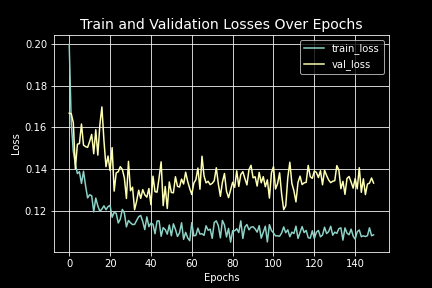 Train and Validation Losses Over Epochs
train_loss
val_loss
Loss
0.20
0.18
0.16
0.14
0.12
0 20 40 60 80 100 120 140
Epochs